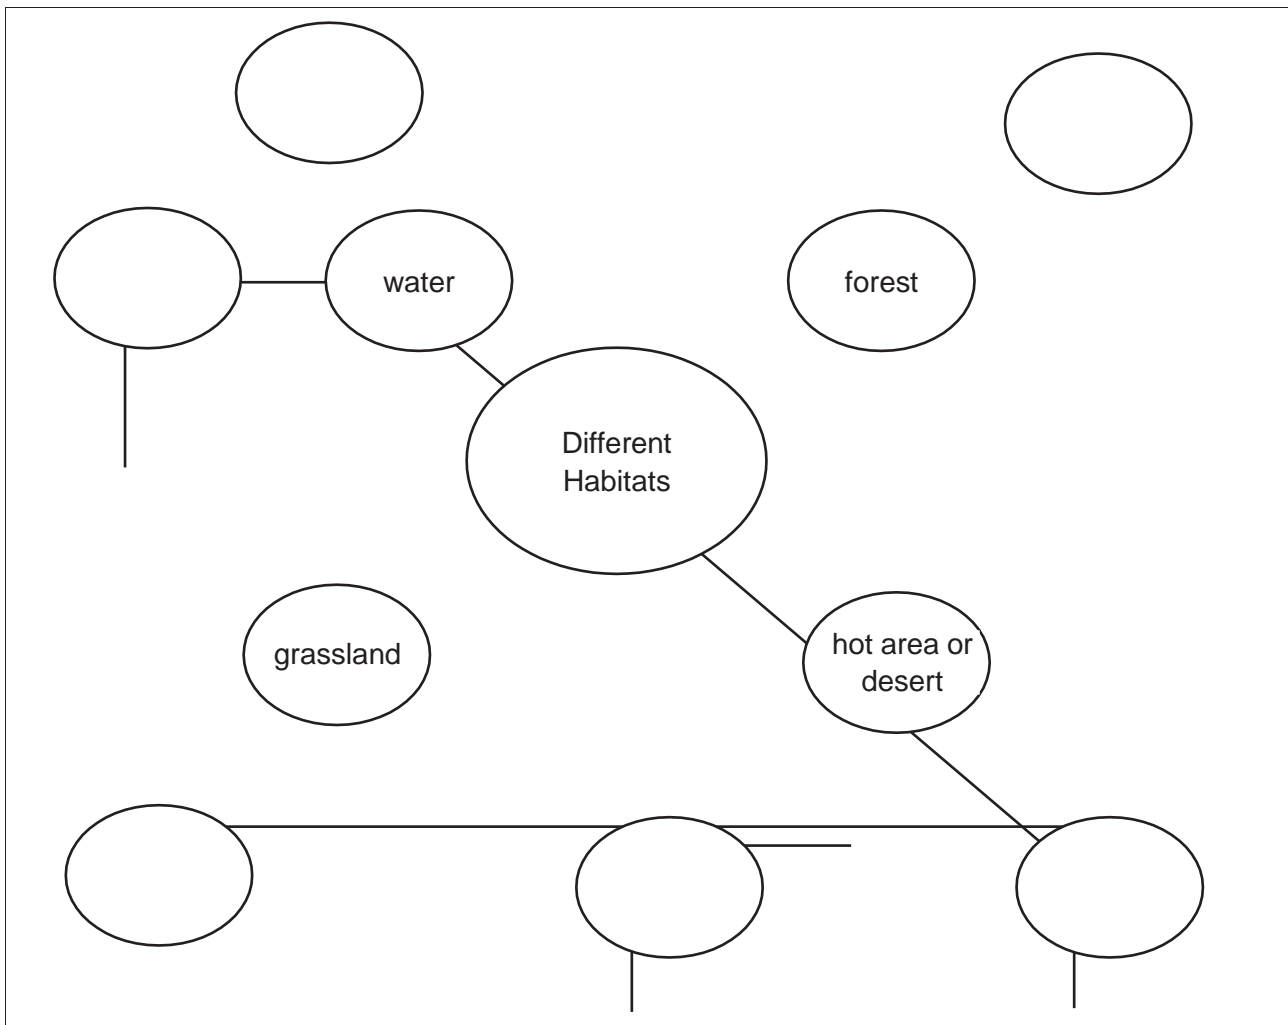 water
forest
Different
Habitats
grassland
hot area or
desert